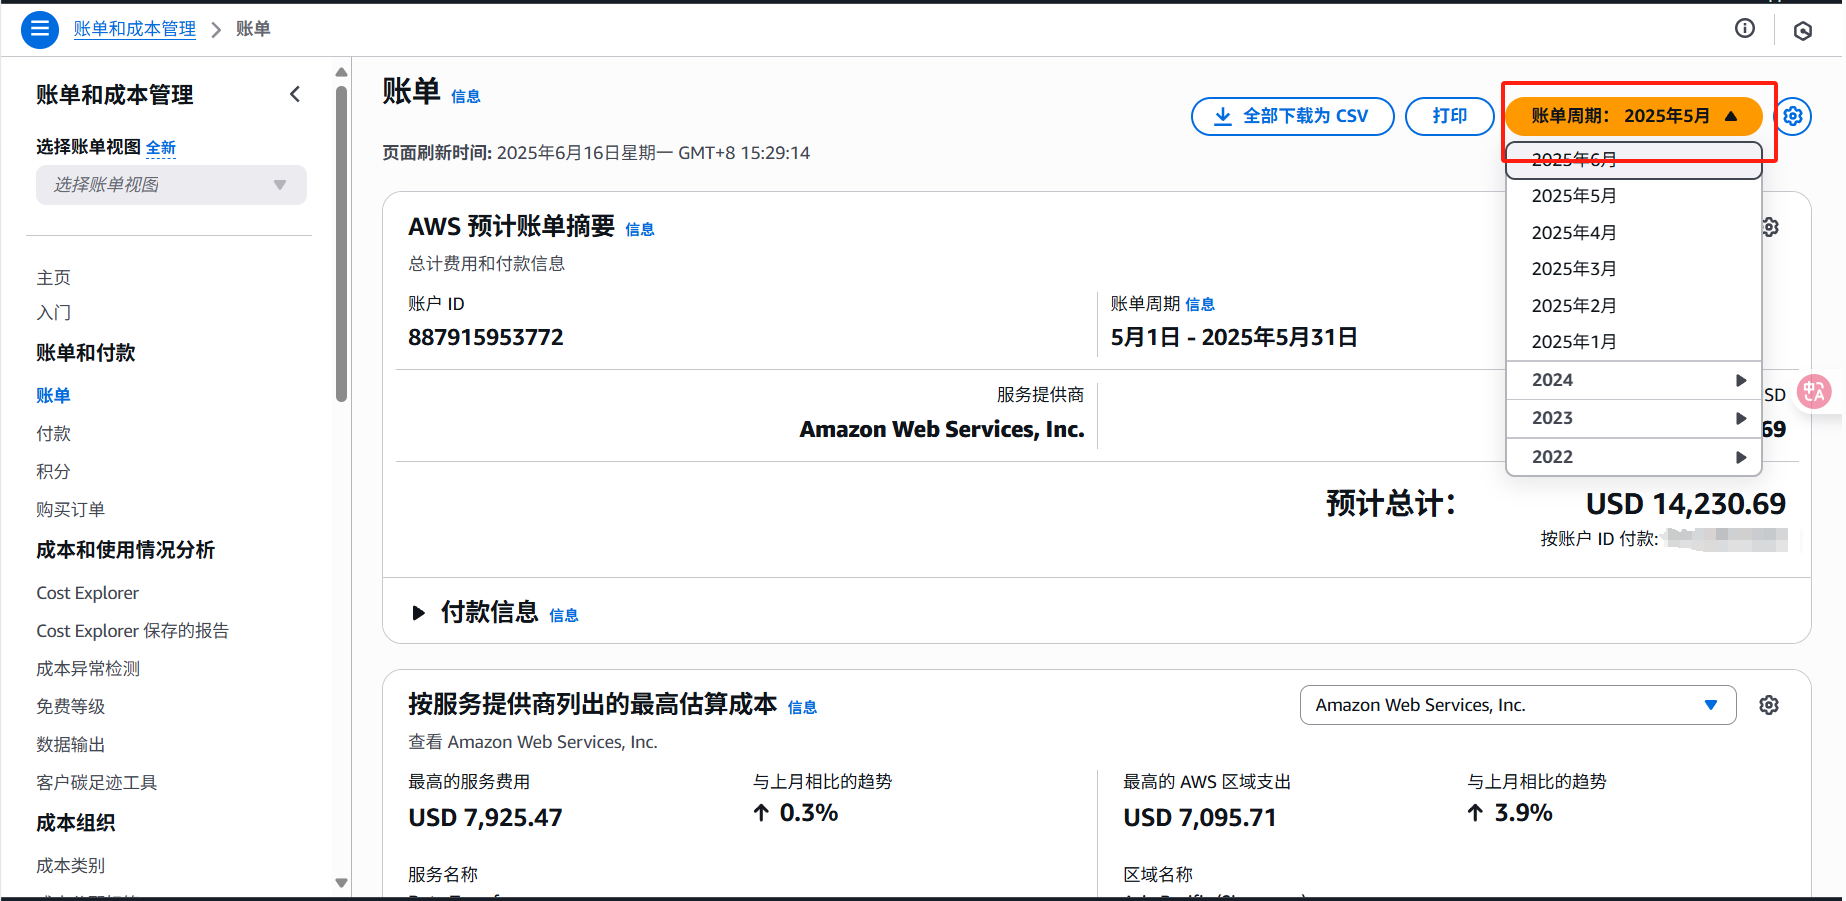 账单和成本管理 > 账单
账单和成本管理
选择账单视图 全新
选择账单视图
主页
入门
账单和付款
账单
付款
积分
购买订单
成本和使用情况分析
Cost Explorer
Cost Explorer 保存的报告
成本异常检测
免费等级
数据输出
客户碳足迹工具
成本组织
成本类别
账单 信息
全部下载为 CSV
打印
账单周期： 2025年5月
页面刷新时间: 2025年6月16日星期一 GMT+8 15:29:14
2025年6月
2025年5月
2025年4月
2025年3月
2025年2月
2025年1月
2024
2023
2022
AWS 预计账单摘要 信息
总计费用和付款信息
账户 ID
887915953772
账单周期 信息
5月1日 - 2025年5月31日
服务提供商
Amazon Web Services, Inc.
SD
69
预计总计： USD 14,230.69
按账户 ID 付款:
付款信息 信息
按服务提供商列出的最高估算成本 信息
Amazon Web Services, Inc.
查看 Amazon Web Services, Inc.
最高的服务费用
USD 7,925.47
与上月相比的趋势
↑ 0.3%
最高的 AWS 区域支出
USD 7,095.71
与上月相比的趋势
↑ 3.9%
服务名称
区域名称
中A